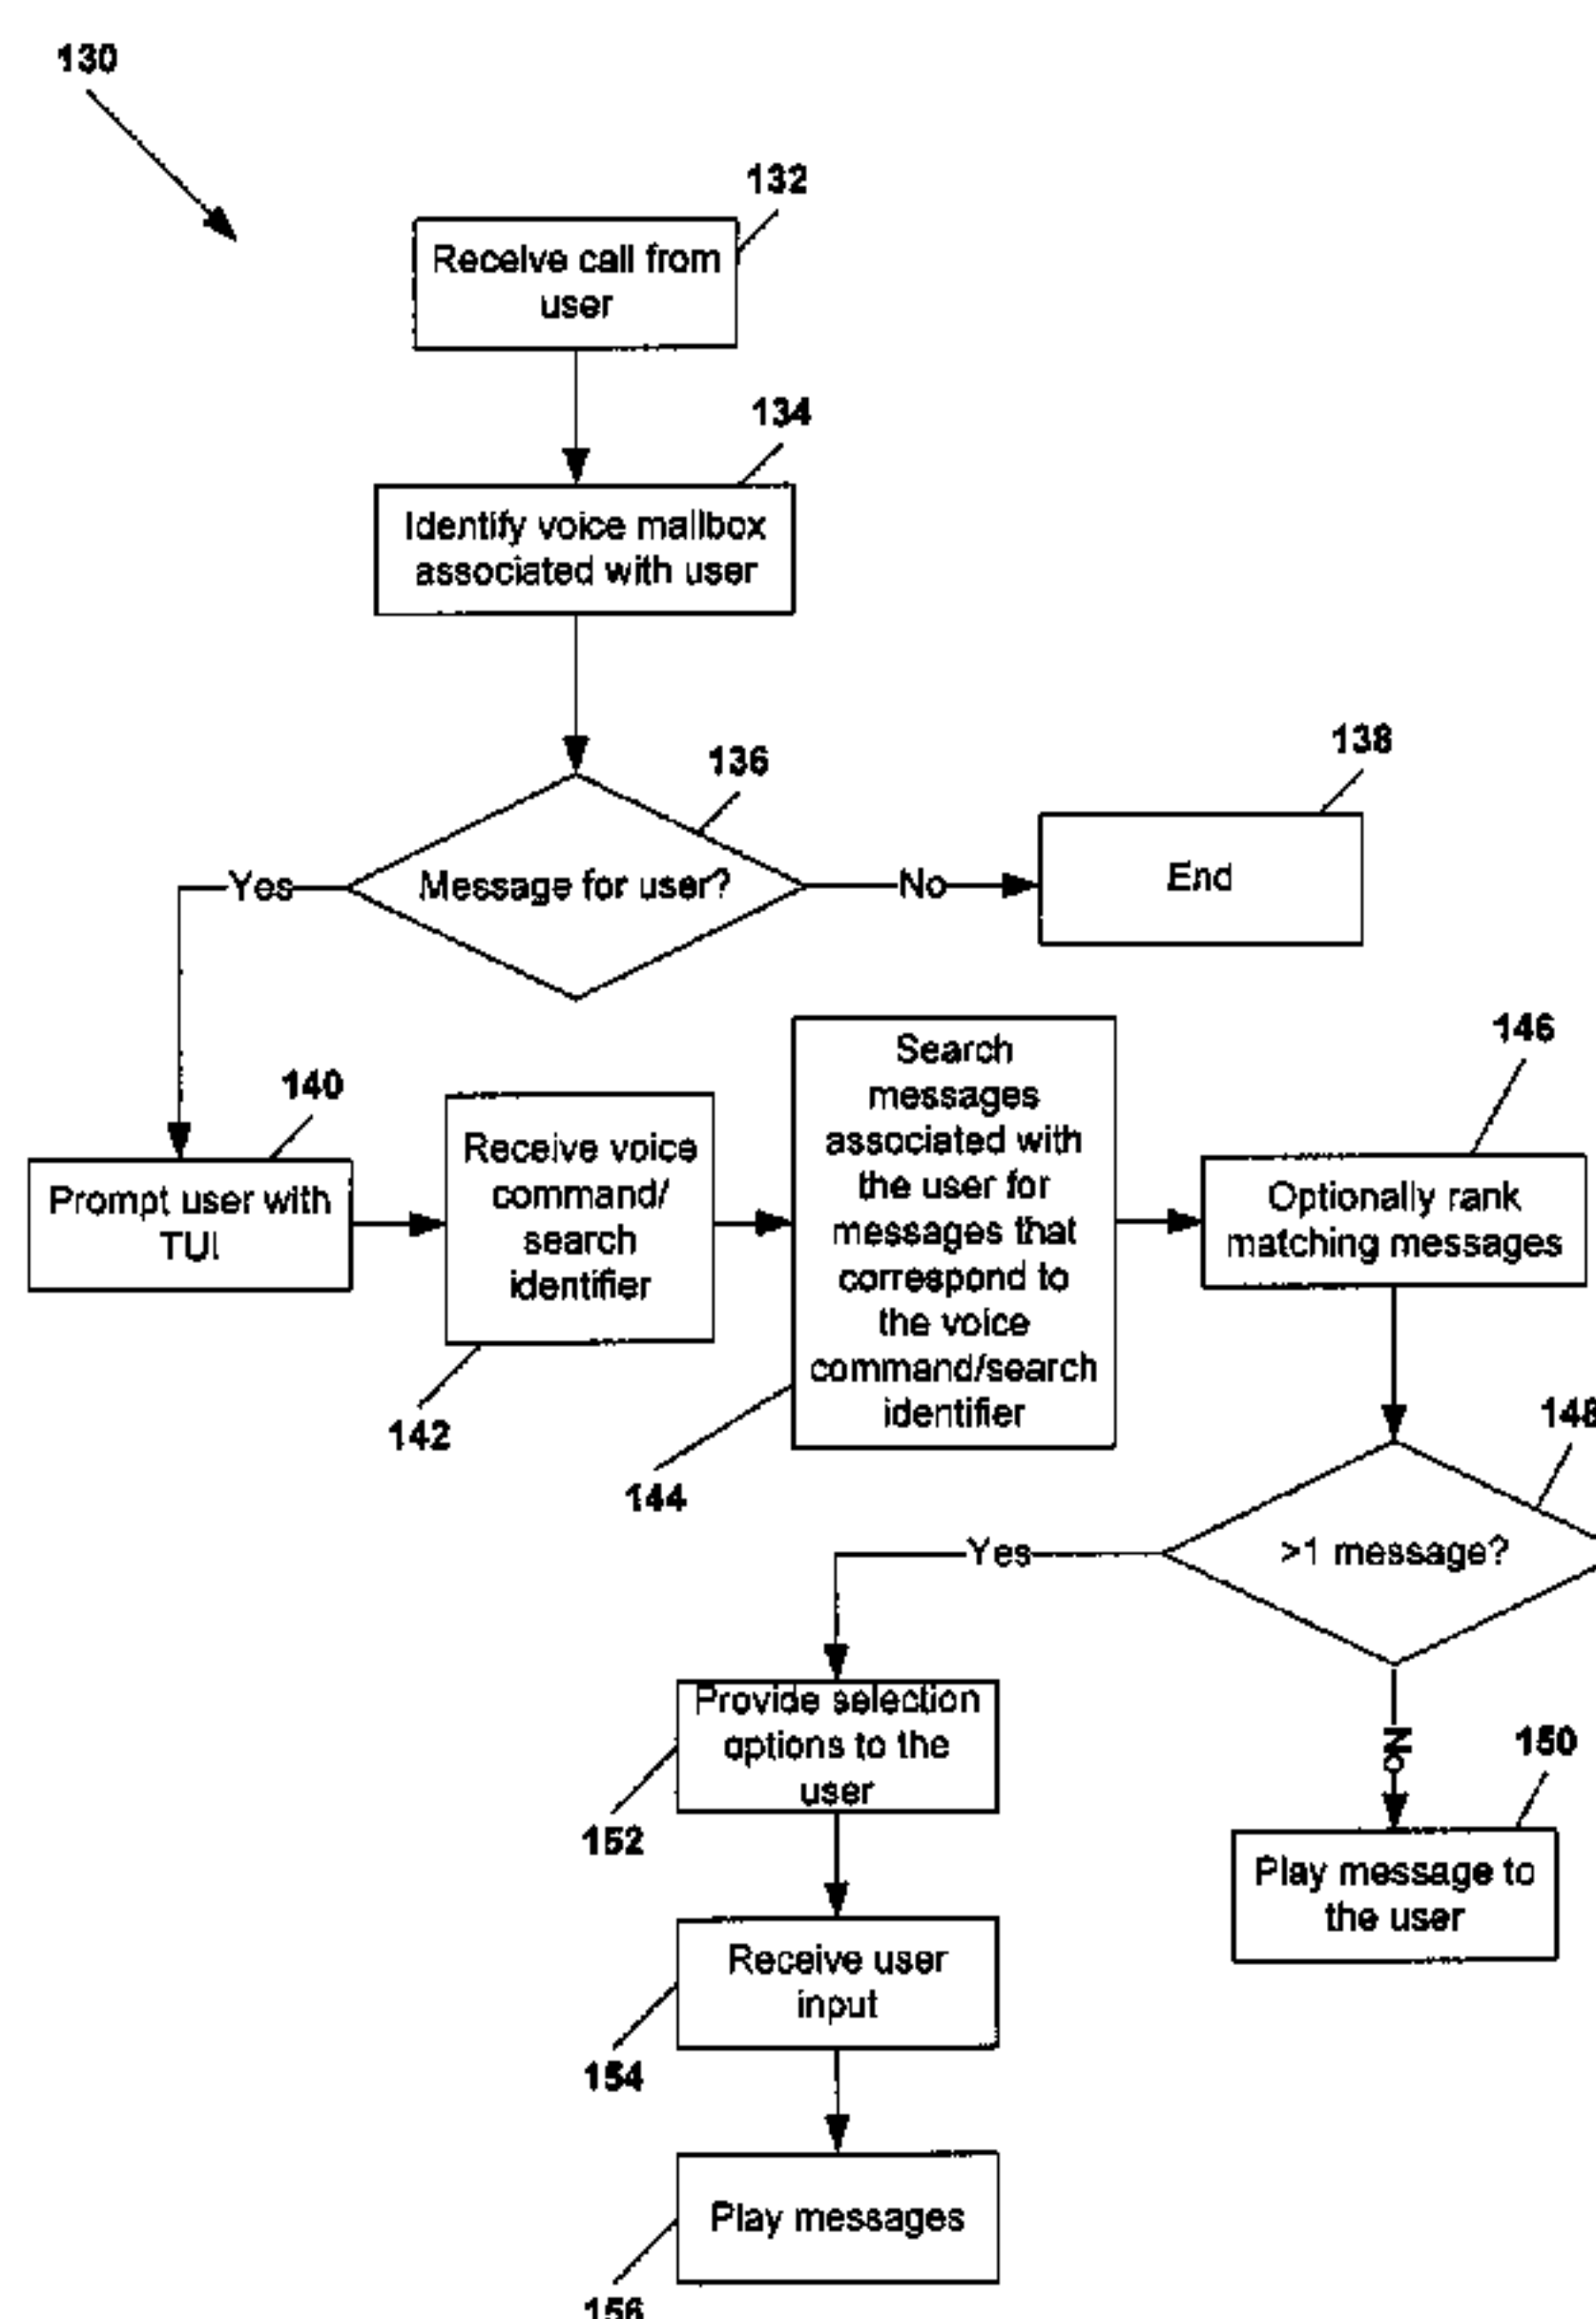 130
132
Receive call from
user
134
Identify voice mailbox
associated with user
136
138
Message for user?
Yes
No
End
140
Prompt user with
TUI
Receive voice
command/
search
identifier
142
Search
messages
associated with
the user for
messages that
correspond to
the voice
command/search
identifier
144
146
Optionally rank
matching messages
148
>1 message?
Yes
No
150
Play message to
the user
Provide selection
options to the
user
152
Receive user
input
154
Play messages
156